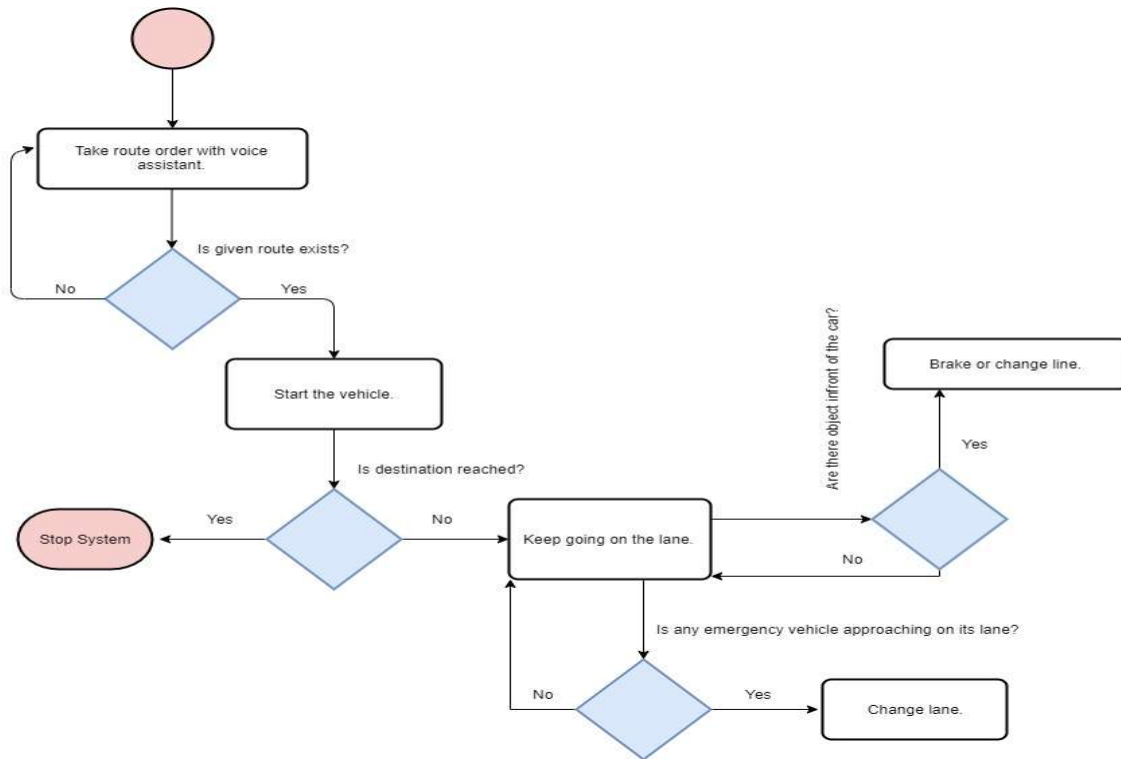 Take route order with voice
assistant.
Is given route exists?
No
Yes
Start the vehicle.
Are there object infront of the car?
Brake or change line.
Yes
Is destination reached?
Yes
No
Stop System
Keep going on the lane.
No
Is any emergency vehicle approaching on its lane?
No
Yes
Change lane.